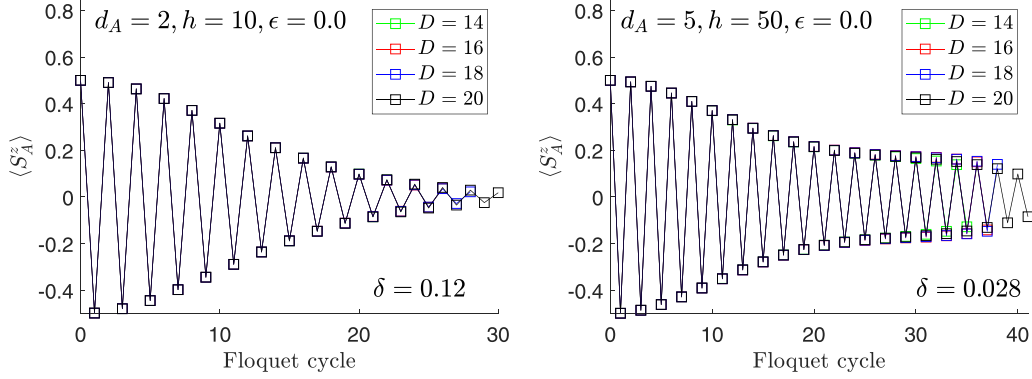 d_A = 2, h = 10, ϵ = 0.0
D = 14
D = 16
D = 18
D = 20
0.8
0.6
0.4
0.2
0
-0.2
-0.4
⟨S_A^z⟩
δ = 0.12
0 10 20 30
Floquet cycle
d_A = 5, h = 50, ϵ = 0.0
D = 14
D = 16
D = 18
D = 20
0.8
0.6
0.4
0.2
0
-0.2
-0.4
⟨S_A^z⟩
δ = 0.028
0 10 20 30 40
Floquet cycle